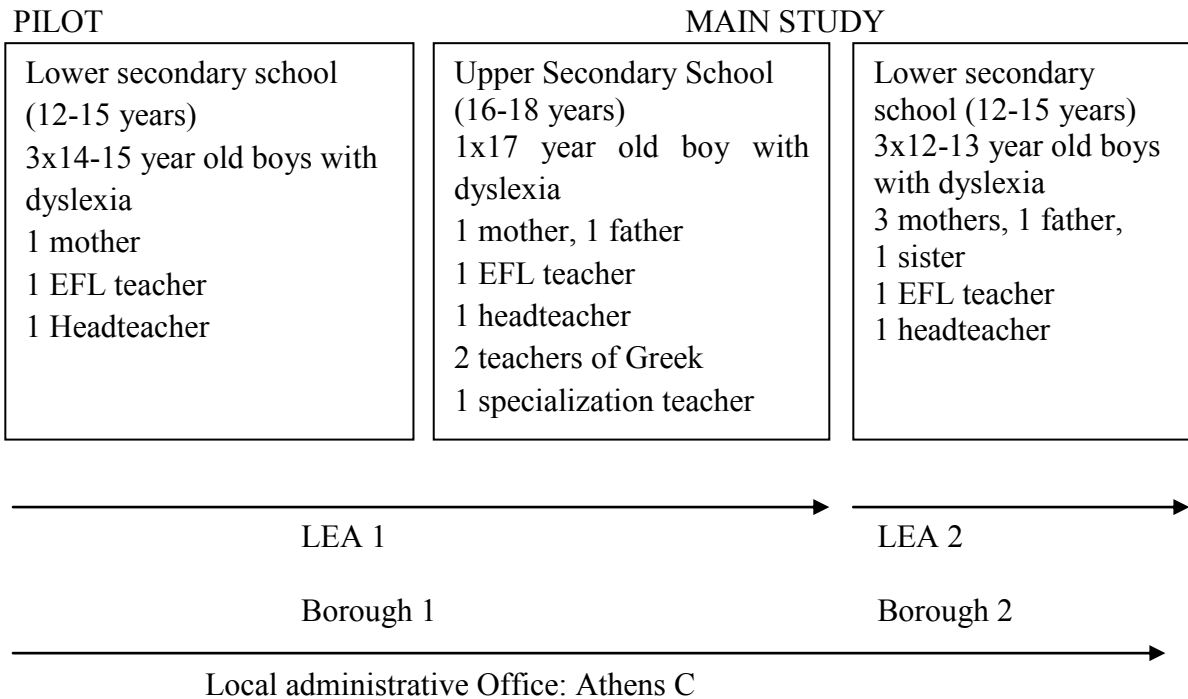 PILOT
MAIN STUDY
Lower secondary school
(12-15 years)
3x14-15 year old boys with
dyslexia
1 mother
1 EFL teacher
1 Headteacher
Upper Secondary School
(16-18 years)
1x17 year old boy with
dyslexia
1 mother, 1 father
1 EFL teacher
1 headteacher
2 teachers of Greek
1 specialization teacher
Lower secondary
school (12-15 years)
3x12-13 year old boys
with dyslexia
3 mothers, 1 father,
1 sister
1 EFL teacher
1 headteacher
LEA 1
LEA 2
Borough 1
Borough 2
Local administrative Office: Athens C